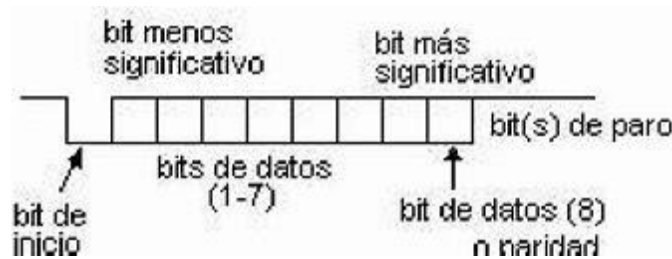 bit menos
significativo
bit más
significativo
bit(s) de paro
bits de datos
(1-7)
bit de
inicio
bit de datos (8)
o paridad